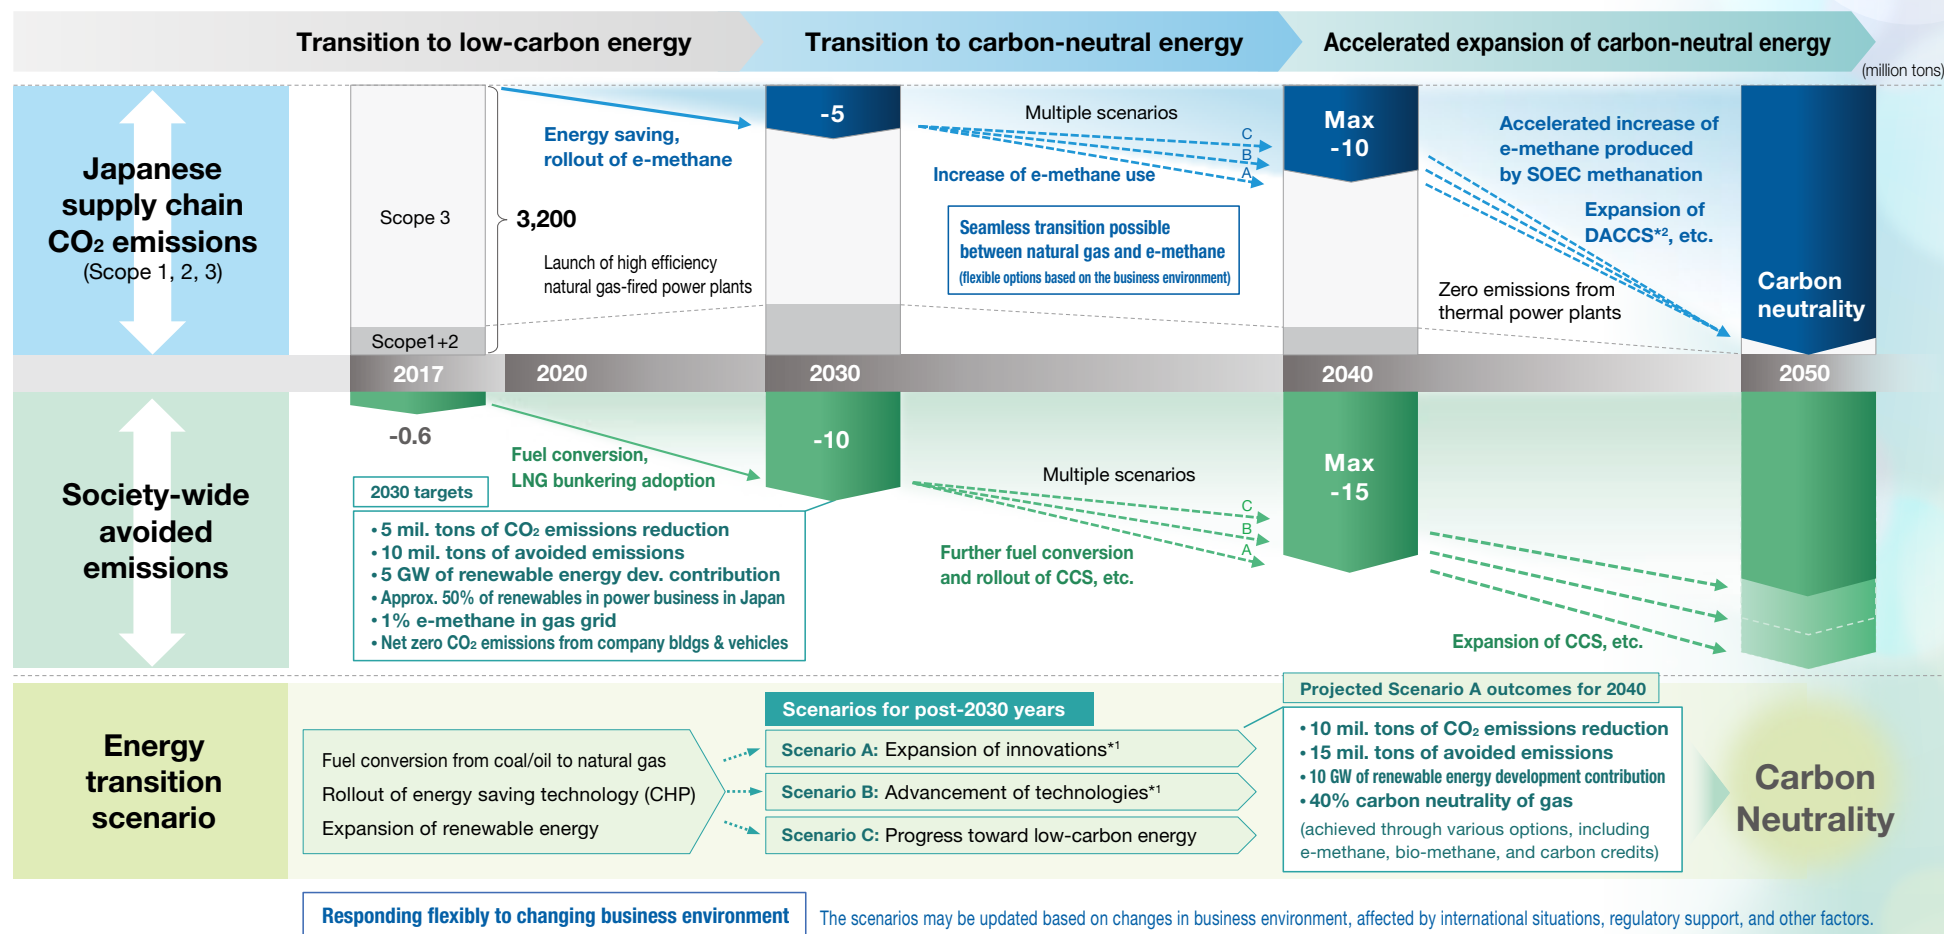 Transition to low-carbon energy
Transition to carbon-neutral energy
Accelerated expansion of carbon-neutral energy
(million tons)
Japanese
supply chain
CO2 emissions
(Scope 1, 2, 3)
Scope 3
Scope1+2
3,200
Energy saving,
rollout of e-methane
Launch of high efficiency
natural gas-fired power plants
-5
Multiple scenarios
C
B
A
Increase of e-methane use
Seamless transition possible
between natural gas and e-methane
(flexible options based on the business environment)
Max
-10
Accelerated increase of
e-methane produced
by SOEC methanation
Expansion of
DACCS*2, etc.
Zero emissions from
thermal power plants
Carbon
neutrality
2017
2020
2030
2040
2050
Society-wide
avoided
emissions
-0.6
Fuel conversion,
LNG bunkering adoption
2030 targets
• 5 mil. tons of CO2 emissions reduction
• 10 mil. tons of avoided emissions
• 5 GW of renewable energy dev. contribution
• Approx. 50% of renewables in power business in Japan
• 1% e-methane in gas grid
• Net zero CO2 emissions from company bldgs & vehicles
-10
Multiple scenarios
C
B
A
Further fuel conversion
and rollout of CCS, etc.
Max
-15
Expansion of CCS, etc.
Energy
transition
scenario
Fuel conversion from coal/oil to natural gas
Rollout of energy saving technology (CHP)
Expansion of renewable energy
Scenarios for post-2030 years
Scenario A: Expansion of innovations*1
Scenario B: Advancement of technologies*1
Scenario C: Progress toward low-carbon energy
Projected Scenario A outcomes for 2040
• 10 mil. tons of CO2 emissions reduction
• 15 mil. tons of avoided emissions
• 10 GW of renewable energy development contribution
• 40% carbon neutrality of gas
(achieved through various options, including
e-methane, bio-methane, and carbon credits)
Carbon
Neutrality
Responding flexibly to changing business environment
The scenarios may be updated based on changes in business environment, affected by international situations, regulatory support, and other factors.